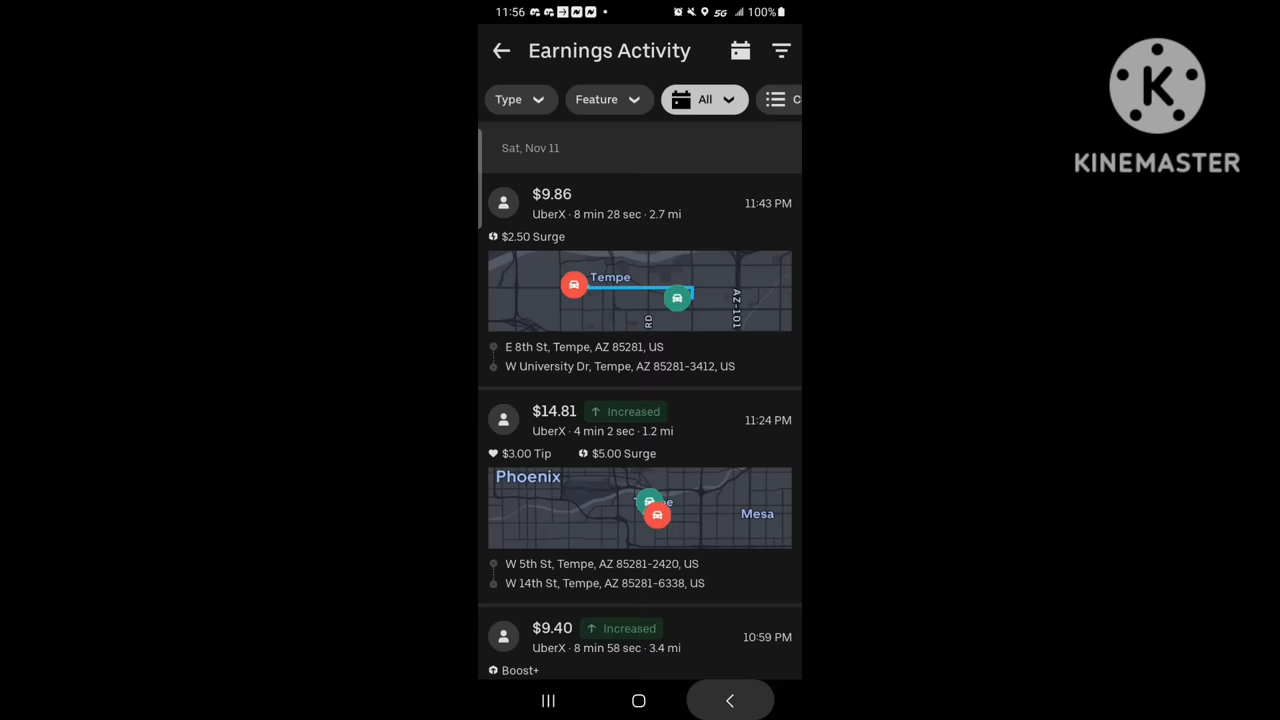 11:56
5G
100%
Earnings Activity
Type
Feature
All
C
Sat, Nov 11
$9.86
UberX · 8 min 28 sec · 2.7 mi
11:43 PM
$2.50 Surge
Tempe
RD
AZ-101
E 8th St, Tempe, AZ 85281, US
W University Dr, Tempe, AZ 85281-3412, US
$14.81 ↑ Increased
UberX · 4 min 2 sec · 1.2 mi
11:24 PM
$3.00 Tip $5.00 Surge
Phoenix
Mesa
W 5th St, Tempe, AZ 85281-2420, US
W 14th St, Tempe, AZ 85281-6338, US
$9.40 ↑ Increased
UberX · 8 min 58 sec · 3.4 mi
10:59 PM
Boost+
K
KINEMASTER